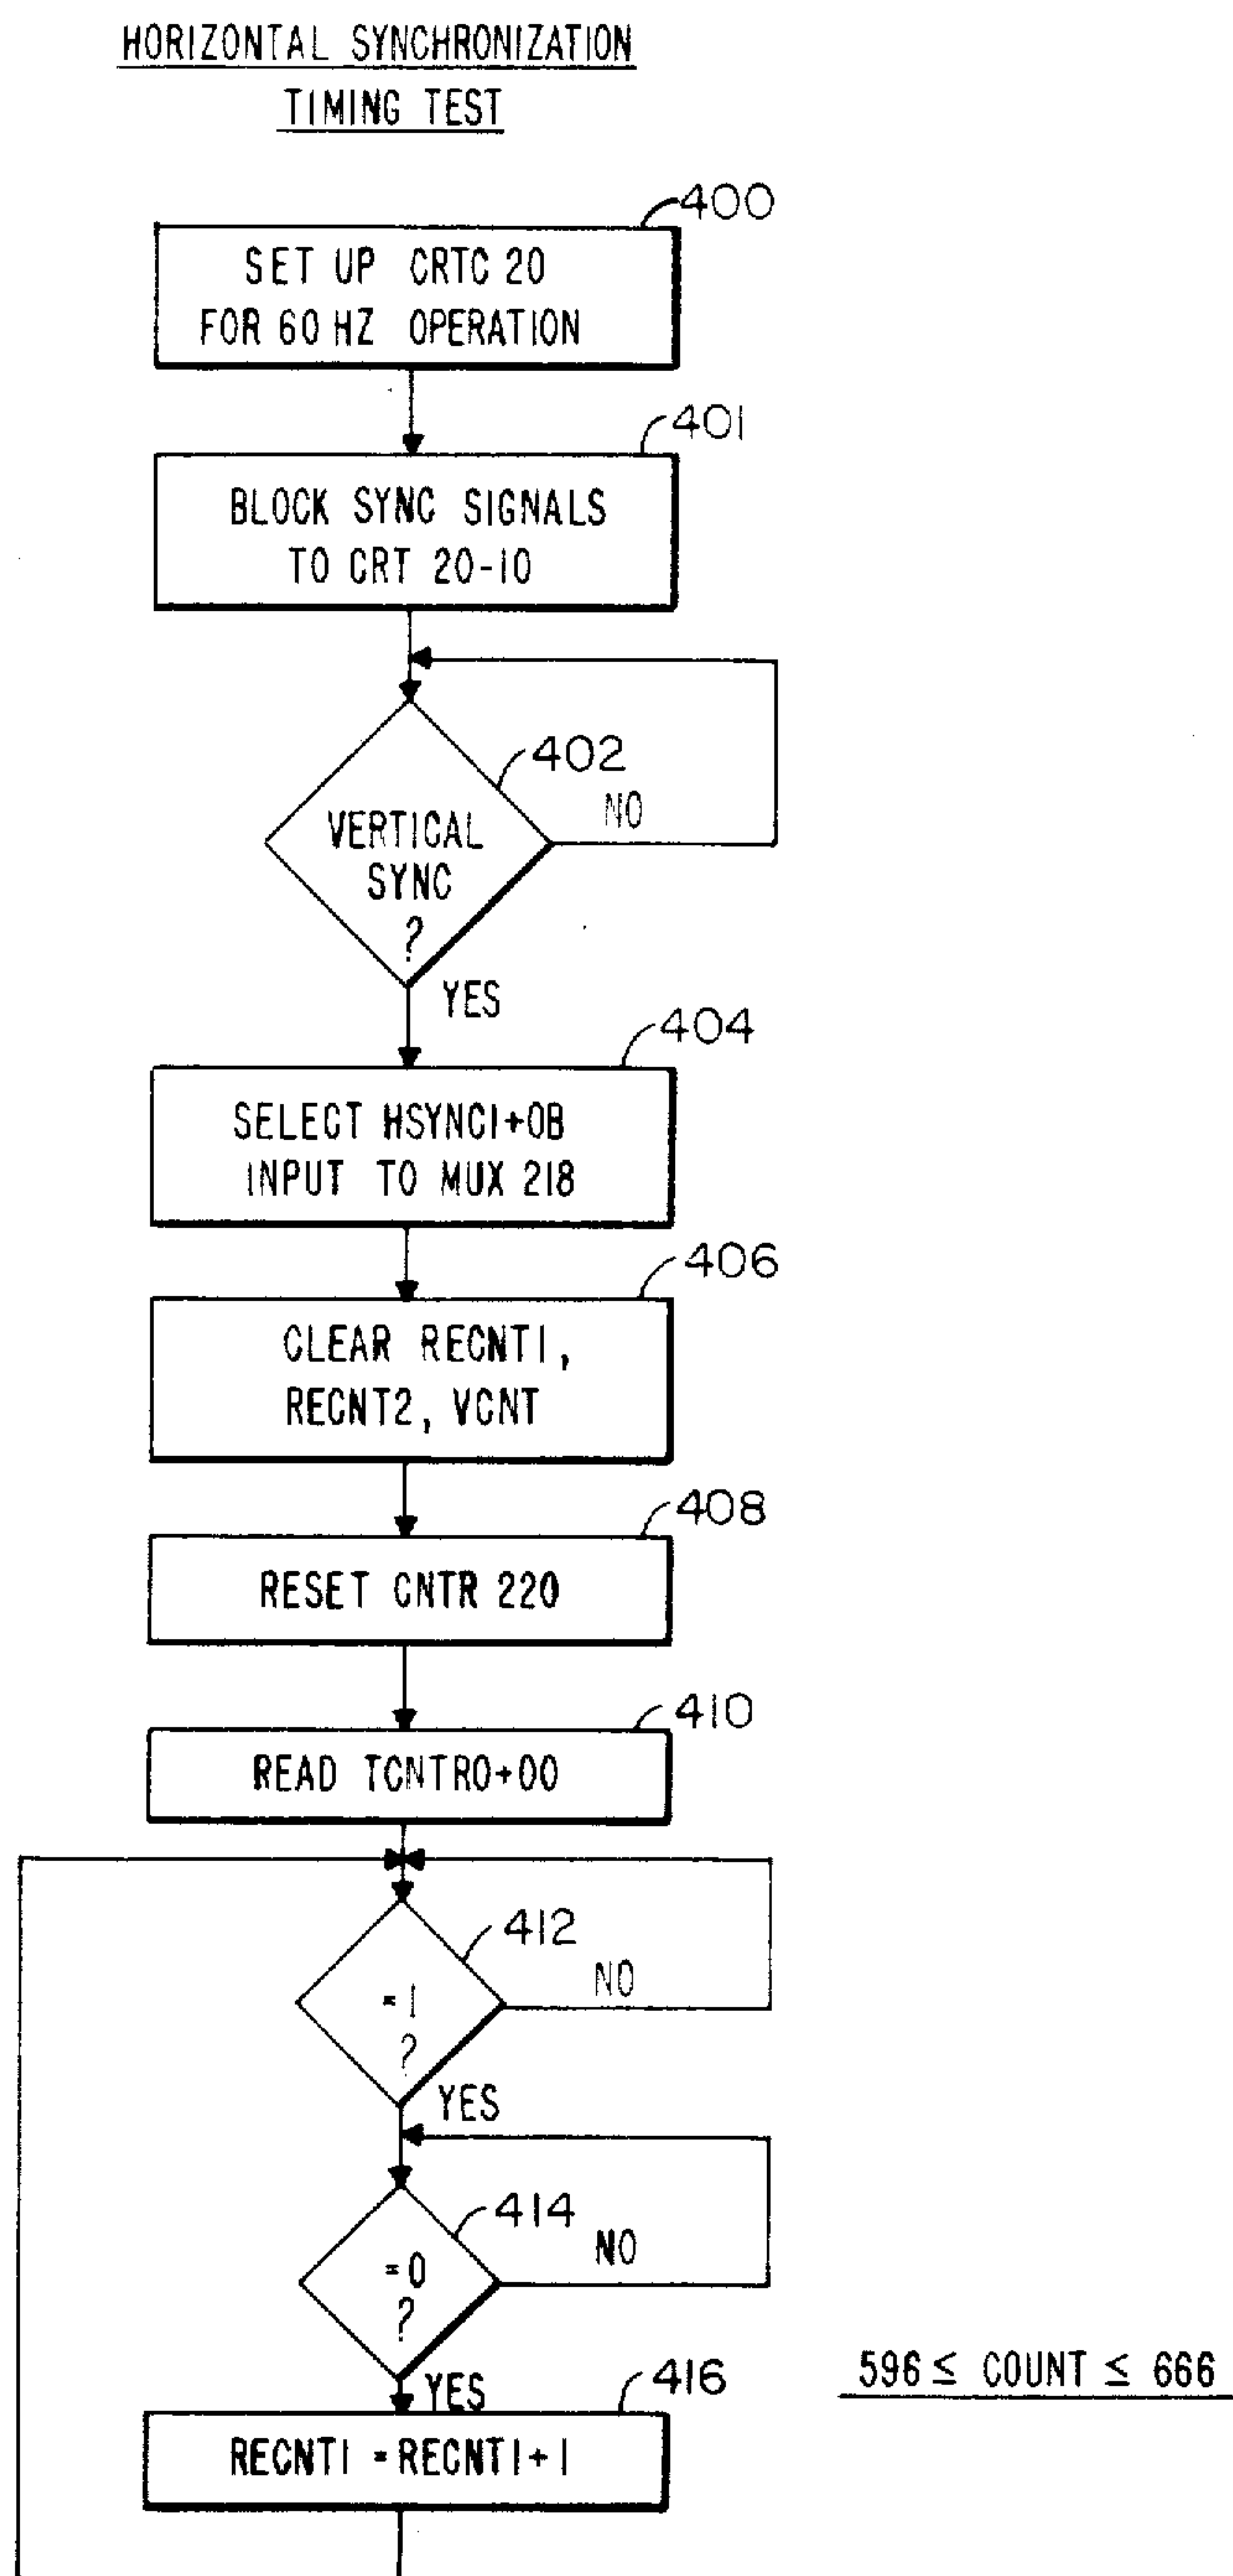 HORIZONTAL SYNCHRONIZATION
TIMING TEST
400
SET UP CRTC 20
FOR 60 HZ OPERATION
401
BLOCK SYNC SIGNALS
TO CRT 20-10
402
VERTICAL
SYNC
?
NO
YES
404
SELECT HSYNC1+0B
INPUT TO MUX 218
406
CLEAR RECNT1,
RECNT2, VCNT
408
RESET CNTR 220
410
READ TCNTR0+00
412
=1
?
NO
YES
414
=0
?
NO
YES
416
RECNT1 = RECNT1+1
596 ≤ COUNT ≤ 666